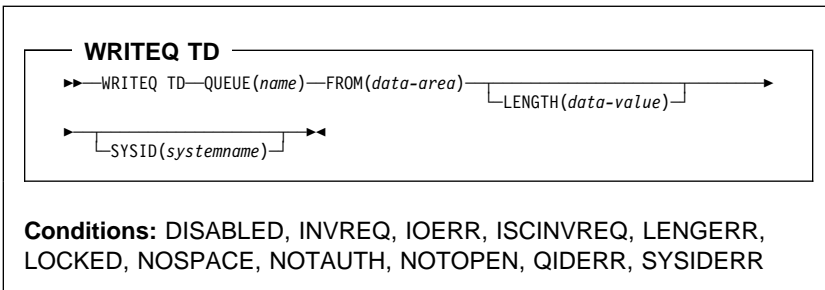 WRITEQ TD
WRITEQ TD QUEUE(name) FROM(data-area)
LENGTH(data-value)
SYSID(systemname)
Conditions: DISABLED, INVREQ, IOERR, ISCINVREQ, LENGERR,
LOCKED, NOSPACE, NOTAUTH, NOTOPEN, QIDERR, SYSIDERR